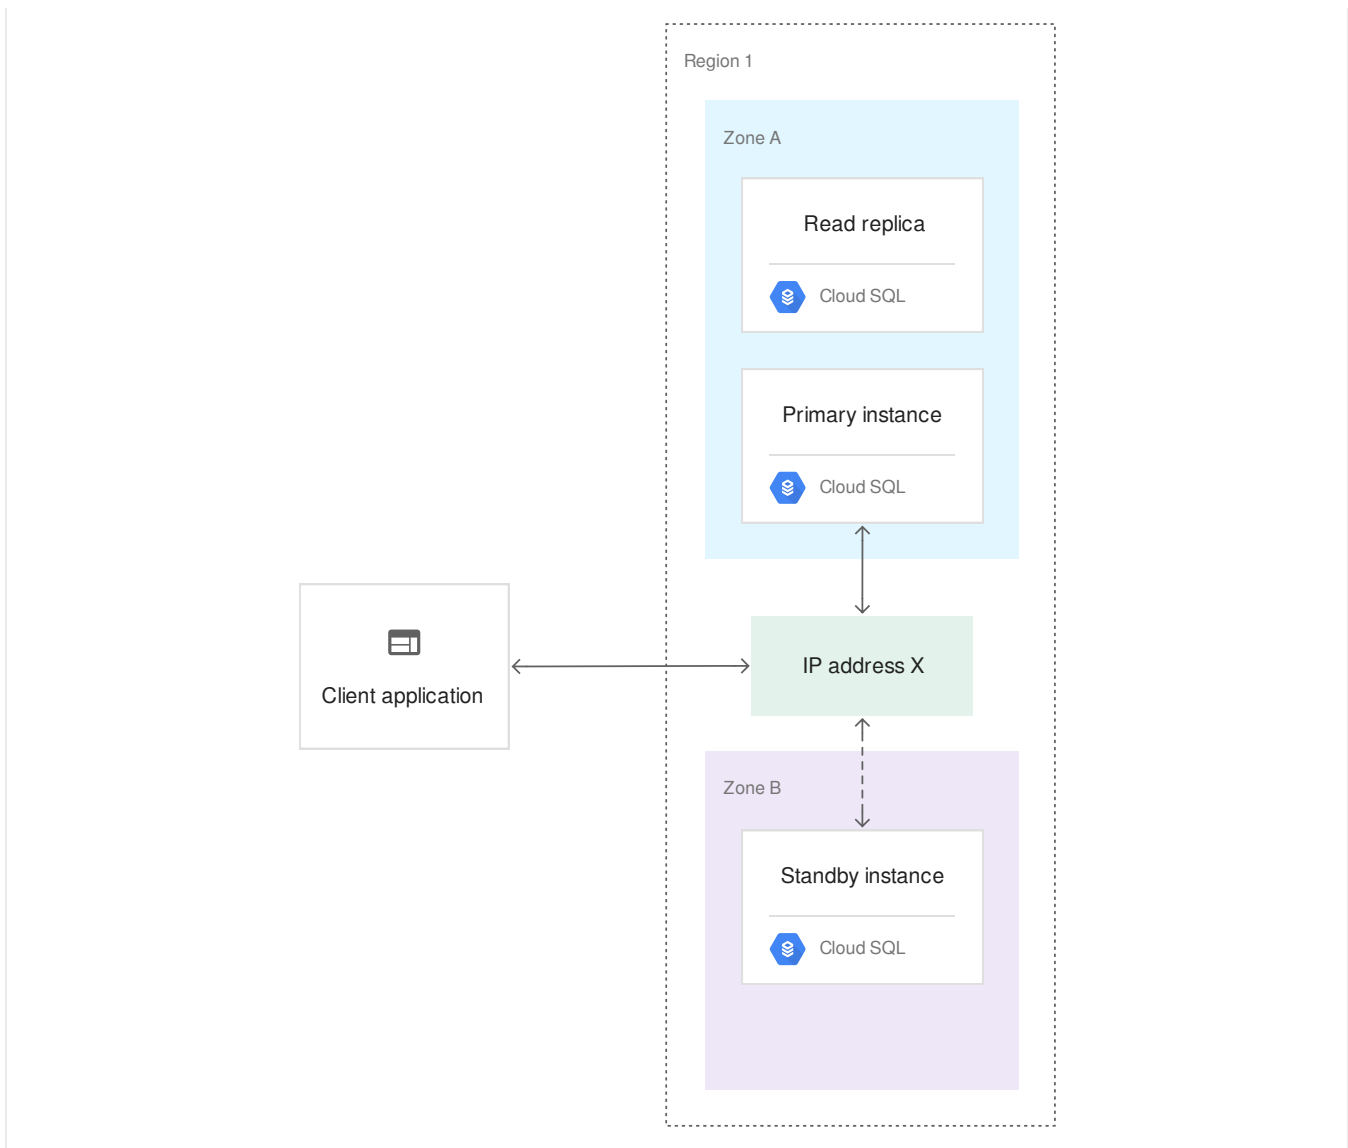 Region 1
Zone A
Read replica
Cloud SQL
Primary instance
Cloud SQL
Client application
IP address X
Zone B
Standby instance
Cloud SQL